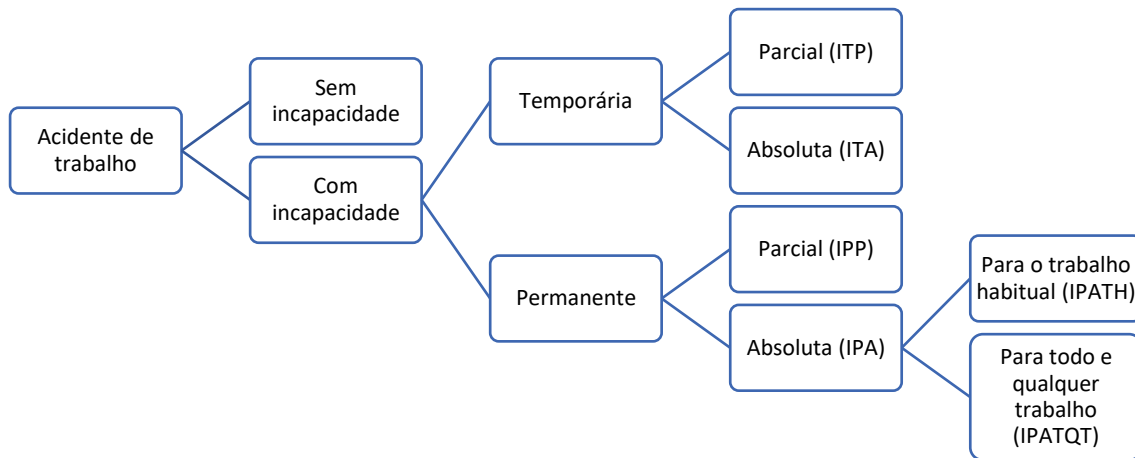 Acidente de
trabalho
Sem
incapacidade
Com
incapacidade
Temporária
Parcial (ITP)
Absoluta (ITA)
Permanente
Parcial (IPP)
Absoluta (IPA)
Para o trabalho
habitual (IPATH)
Para todo e
qualquer
trabalho
(IPATQT)